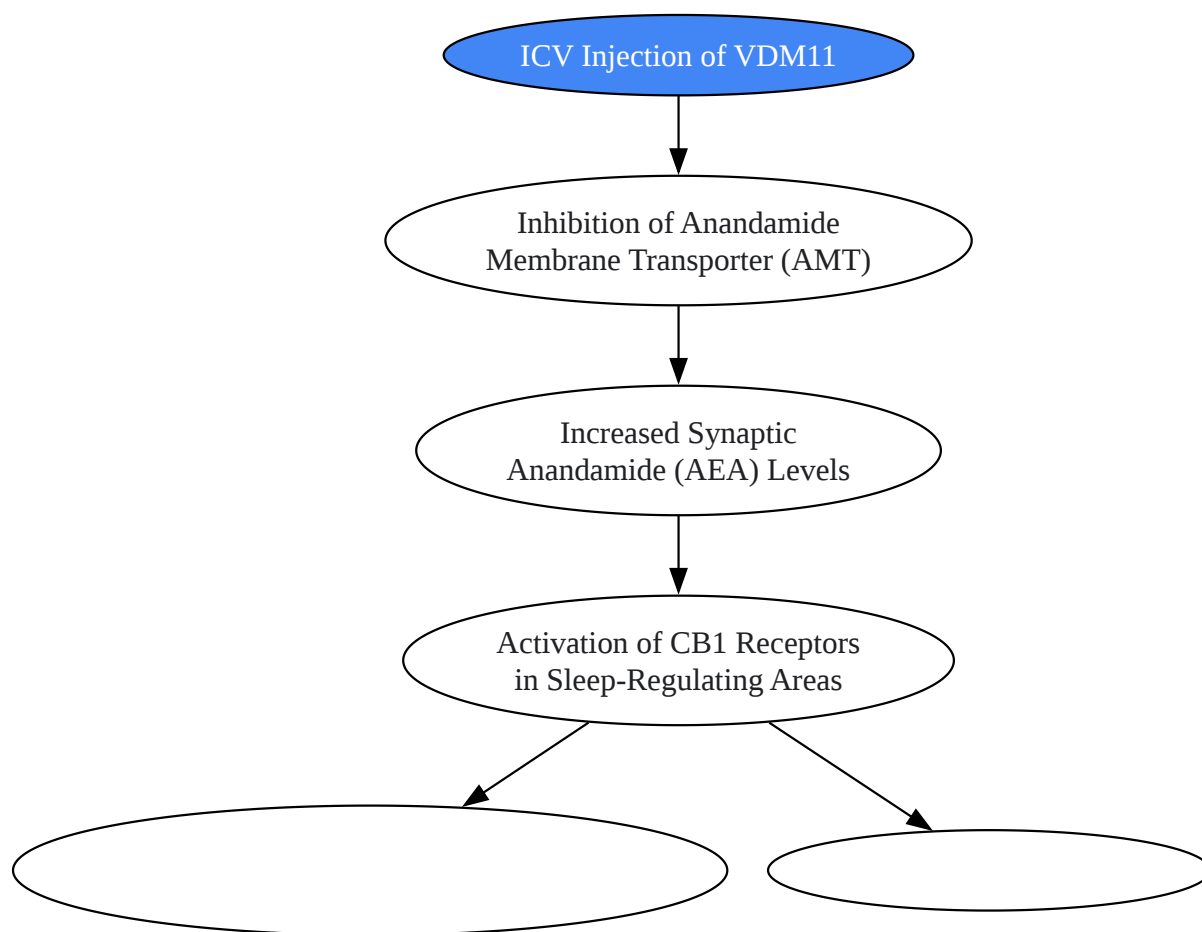 ICV Injection of VDM11
Inhibition of Anandamide
Membrane Transporter (AMT)
Increased Synaptic
Anandamide (AEA) Levels
Activation of CB1 Receptors
in Sleep-Regulating Areas